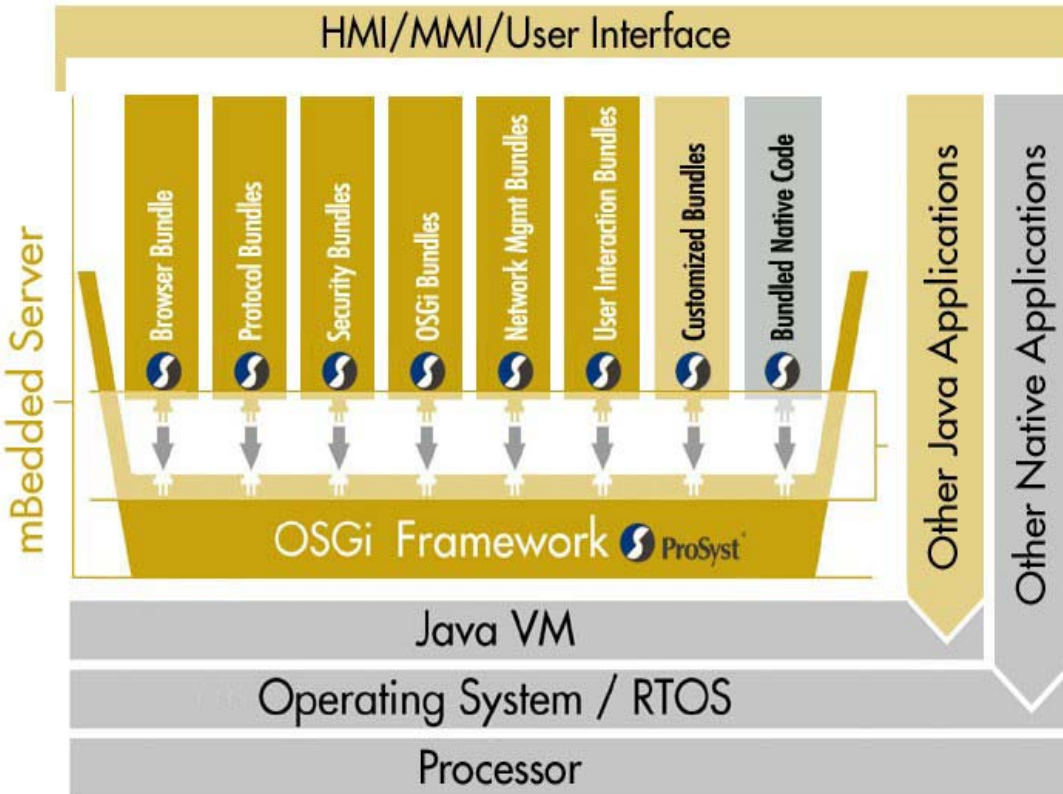 HMI/MMI/User Interface
mBedded Server
Browser Bundle
Protocol Bundles
Security Bundles
OSGi Bundles
Network Mgmt Bundles
User Interaction Bundles
Customized Bundles
Bundled Native Code
Other Java Applications
Other Native Applications
OSGi Framework ProSyst
Java VM
Operating System / RTOS
Processor